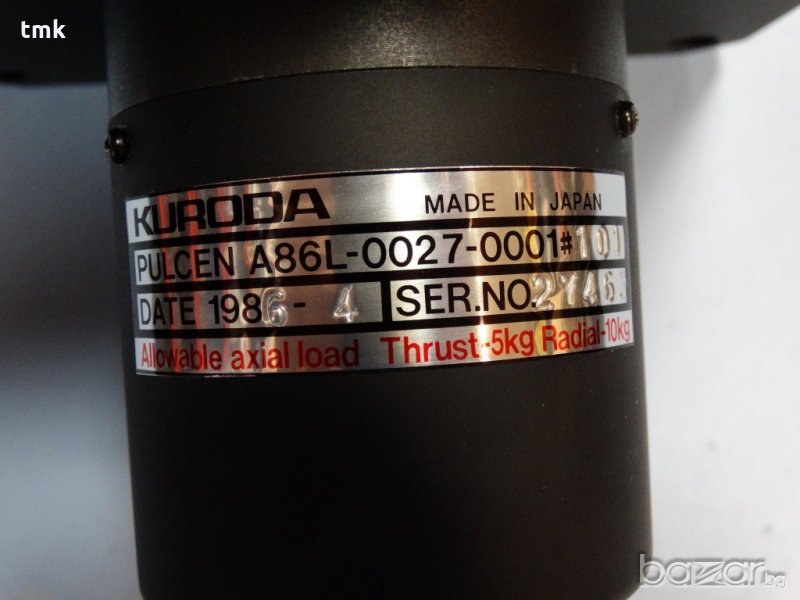 tmk
KURODA MADE IN JAPAN
PULCEN A86L-0027-0001#101
DATE 1986-4 SER.NO.
Allowable axial load Thrust-5kg Radial-10kg
bazar.bg